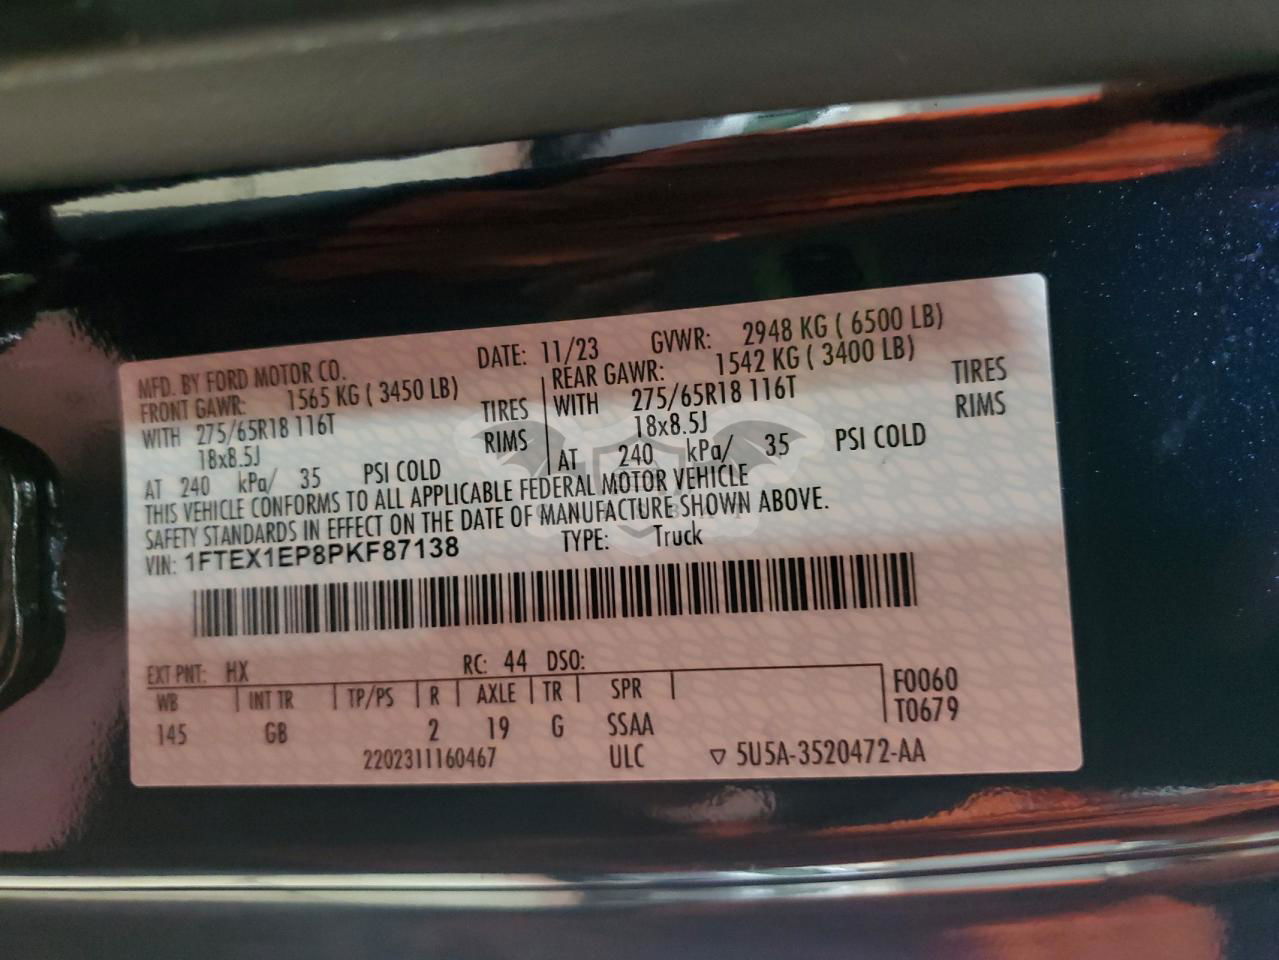 MFD. BY FORD MOTOR CO. DATE: 11/23 GVWR: 2948 KG ( 6500 LB)
FRONT GAWR: 1565 KG ( 3450 LB) REAR GAWR: 1542 KG ( 3400 LB)
WITH 275/65R18 116T TIRES WITH 275/65R18 116T TIRES
18x8.5J RIMS 18x8.5J RIMS
AT 240 kPa/ 35 PSI COLD AT 240 kPa/ 35 PSI COLD
THIS VEHICLE CONFORMS TO ALL APPLICABLE FEDERAL MOTOR VEHICLE
SAFETY STANDARDS IN EFFECT ON THE DATE OF MANUFACTURE SHOWN ABOVE.
VIN: 1FTEX1EP8PKF87138 TYPE: Truck
EXT PNT: HX RC: 44 DSO:
WB INT TR TP/PS R AXLE TR SPR F0060
145 GB 2 19 G SSAA T0679
2202311160467 ULC ▽ 5U5A-3520472-AA